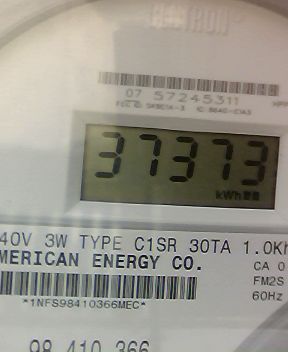 07 57245311
37373
kWh
40V 3W TYPE C1SR 30TA 1.0Kh
MERICAN ENERGY CO.
CA 0
FM2S
60Hz
*1NFS98410366MEC*
98 410 366